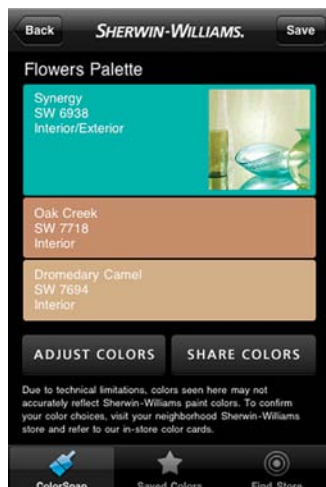 Back
SHERWIN-WILLIAMS.
Save
Flowers Palette
Synergy
SW 6938
Interior/Exterior
Oak Creek
SW 7718
Interior
Dromedary Camel
SW 7694
Interior
ADJUST COLORS
SHARE COLORS
Due to technical limitations, colors seen here may not
accurately reflect Sherwin-Williams paint colors. To confirm
your color choices, visit your neighborhood Sherwin-Williams
store and refer to our in-store color cards.
ColorSnap
Saved Colors
Find Store